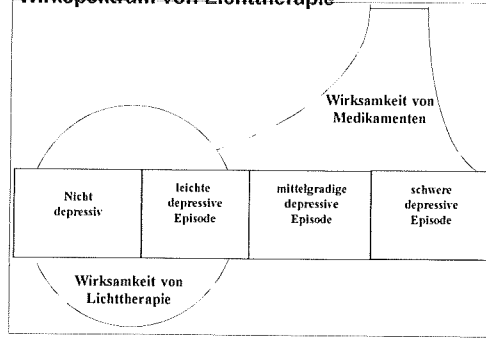 Wirkspektrum von Lichttherapie
Wirksamkeit von
Medikamenten
Nicht
depressiv
leichte
depressive
Episode
mittelgradige
depressive
Episode
schwere
depressive
Episode
Wirksamkeit von
Lichttherapie